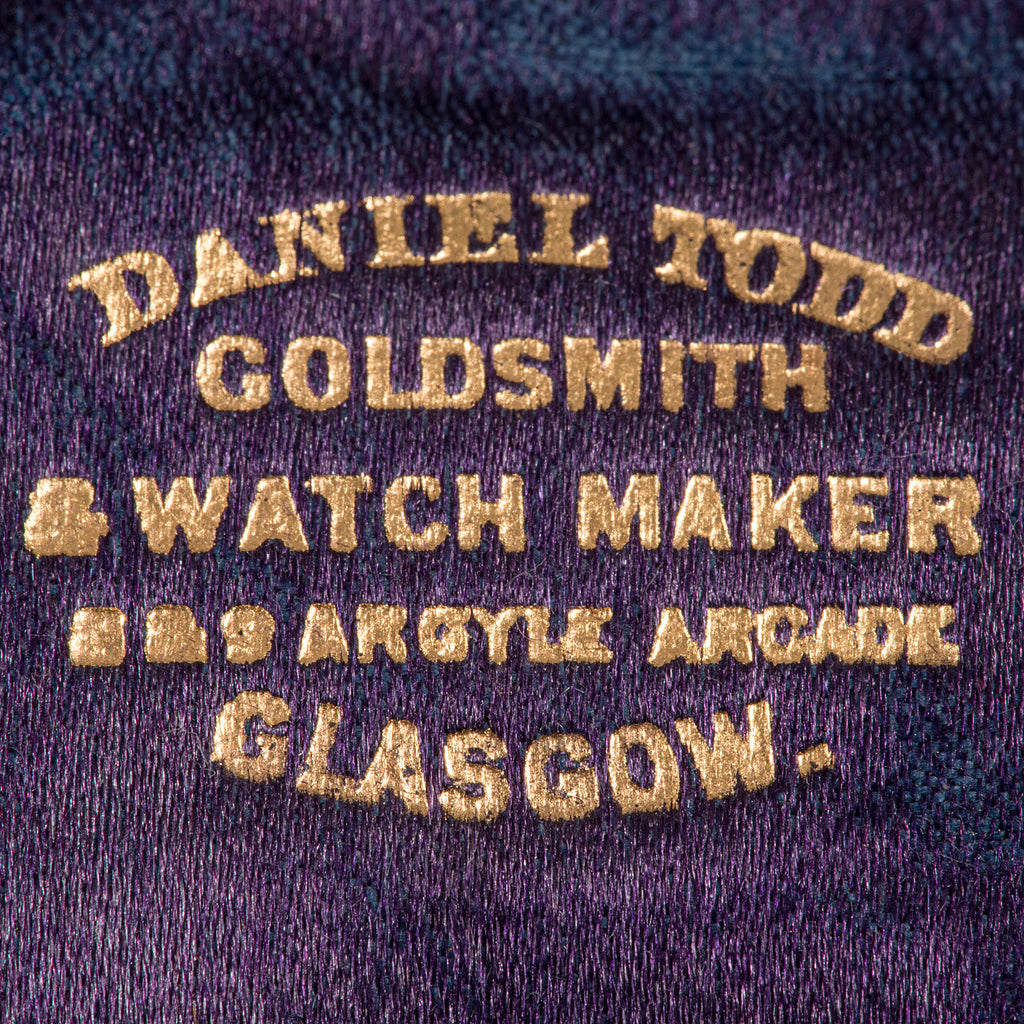 DANIEL TODD
GOLDSMITH
& WATCH MAKER
8 & 9 ARGYLE ARCADE
GLASGOW.